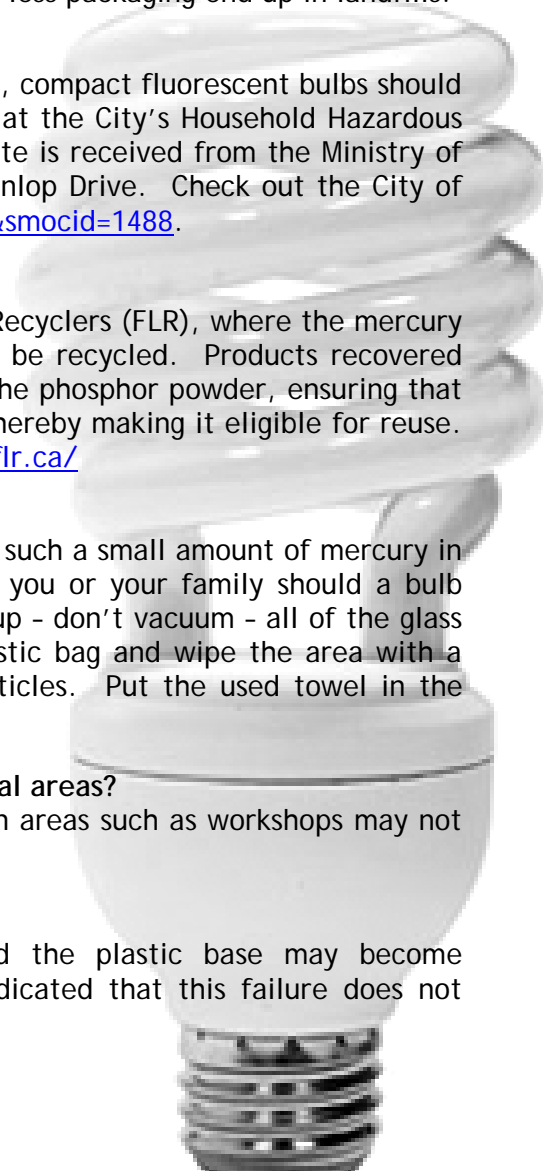 less packaging end up in landfills.
, compact fluorescent bulbs should
at the City's Household Hazardous
te is received from the Ministry of
nlop Drive. Check out the City of
&smocid=1488.
Recyclers (FLR), where the mercury
be recycled. Products recovered
he phosphor powder, ensuring that
hereby making it eligible for reuse.
flr.ca/
such a small amount of mercury in
you or your family should a bulb
up – don't vacuum – all of the glass
stic bag and wipe the area with a
ticles. Put the used towel in the
al areas?
n areas such as workshops may not
d the plastic base may become
dicated that this failure does not